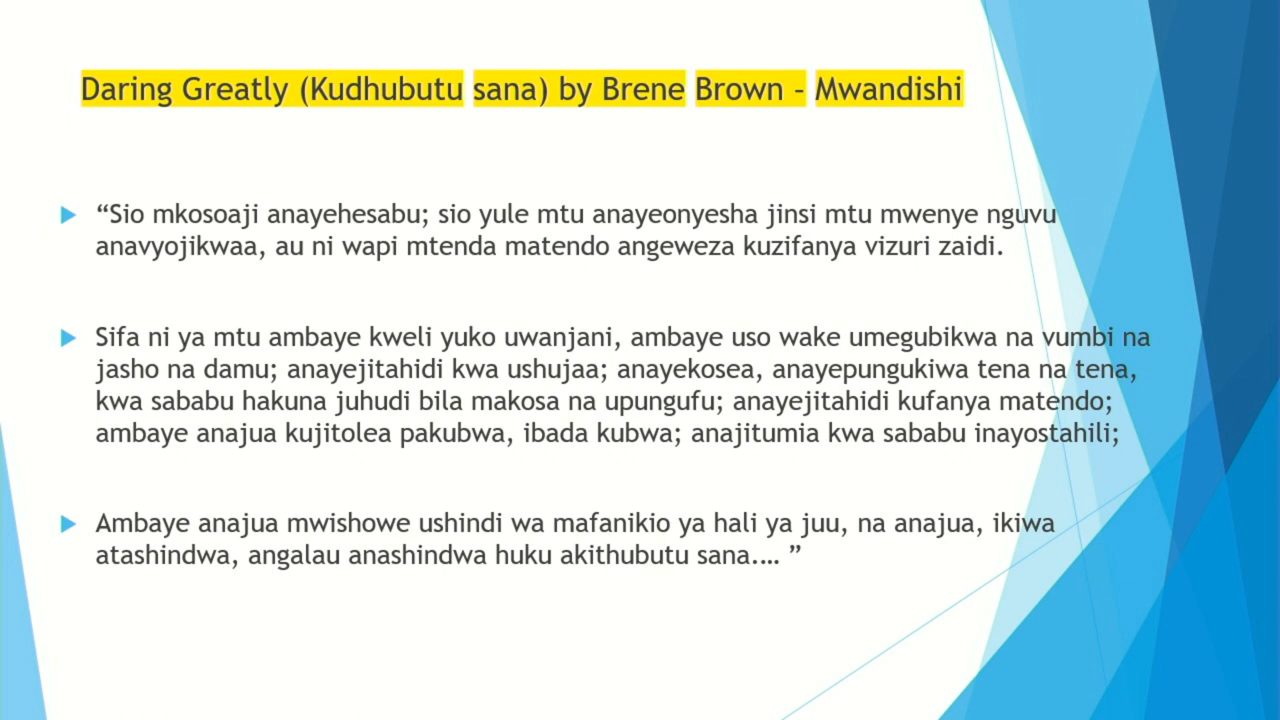 Daring Greatly (Kudhubutu sana) by Brene Brown – Mwandishi
“Sio mkosoaji anayehesabu; sio yule mtu anayeonyesha jinsi mtu mwenye nguvu
anavyojikwaa, au ni wapi mtenda matendo angeweza kuzifanya vizuri zaidi.
Sifa ni ya mtu ambaye kweli yuko uwanjani, ambaye uso wake umegubikwa na vumbi na
jasho na damu; anayejitahidi kwa ushujaa; anayekosea, anayepungukiwa tena na tena,
kwa sababu hakuna juhudi bila makosa na upungufu; anayejitahidi kufanya matendo;
ambaye anajua kujitolea pakubwa, ibada kubwa; anajitumia kwa sababu inayostahili;
Ambaye anajua mwishowe ushindi wa mafanikio ya hali ya juu, na anajua, ikiwa
atashindwa, angalau anashindwa huku akithubutu sana.… ”